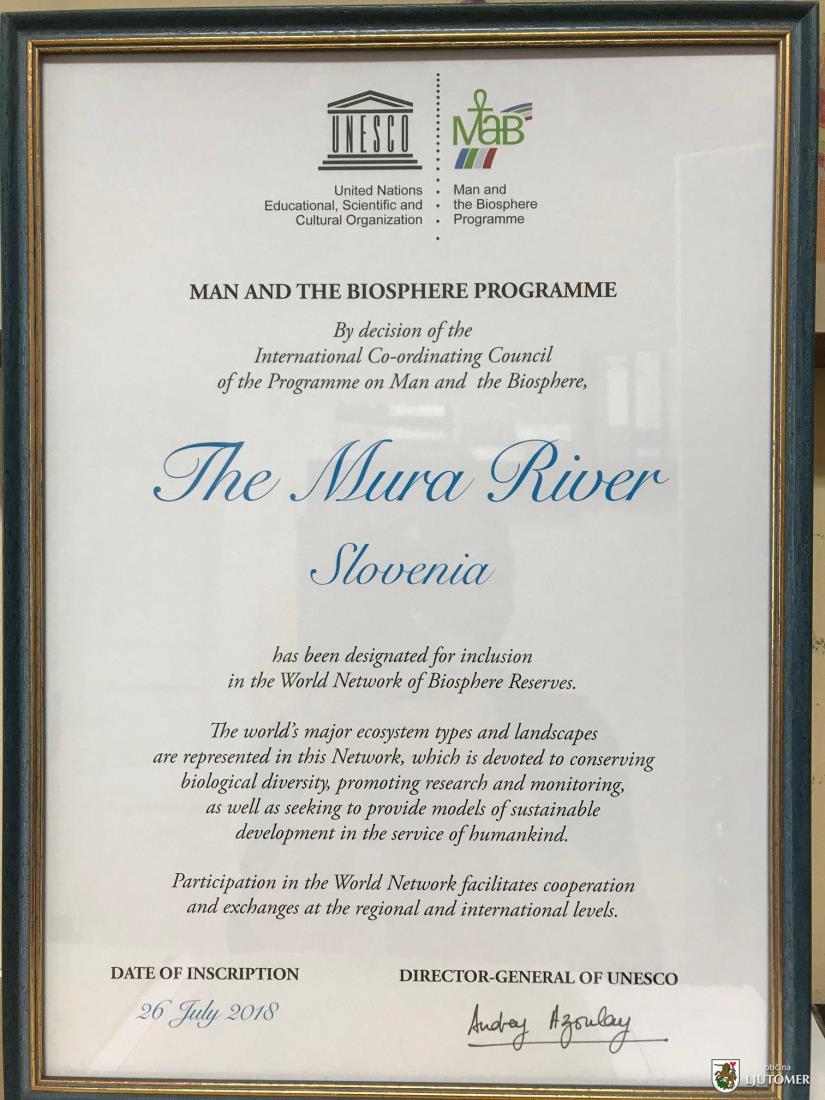 UNESCO
United Nations
Educational, Scientific and
Cultural Organization
MaB
Man and
the Biosphere
Programme
MAN AND THE BIOSPHERE PROGRAMME
By decision of the
International Co-ordinating Council
of the Programme on Man and the Biosphere,
The Mura River
Slovenia
has been designated for inclusion
in the World Network of Biosphere Reserves.
The world's major ecosystem types and landscapes
are represented in this Network, which is devoted to conserving
biological diversity, promoting research and monitoring,
as well as seeking to provide models of sustainable
development in the service of humankind.
Participation in the World Network facilitates cooperation
and exchanges at the regional and international levels.
DATE OF INSCRIPTION
26 July 2018
DIRECTOR-GENERAL OF UNESCO
Audrey Azoulay
občina
LJUTOMER